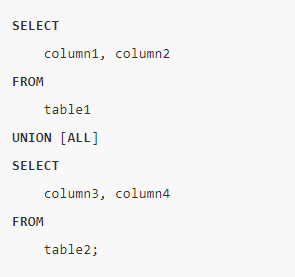 SELECT
column1, column2
FROM
table1
UNION [ALL]
SELECT
column3, column4
FROM
table2;